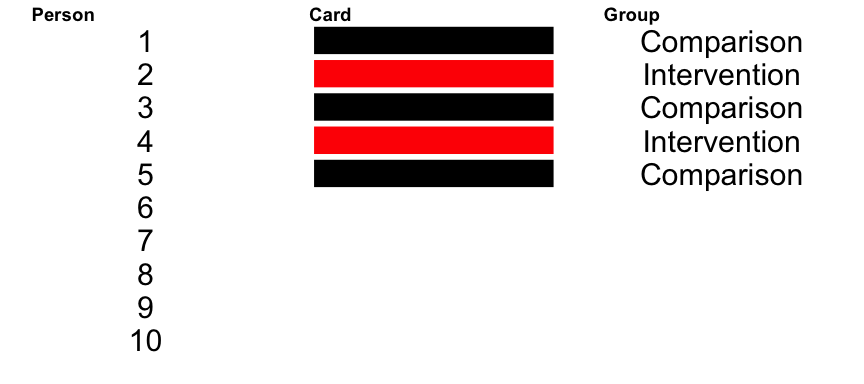 Person Card Group
1 Comparison
2 Intervention
3 Comparison
4 Intervention
5 Comparison
6
7
8
9
10